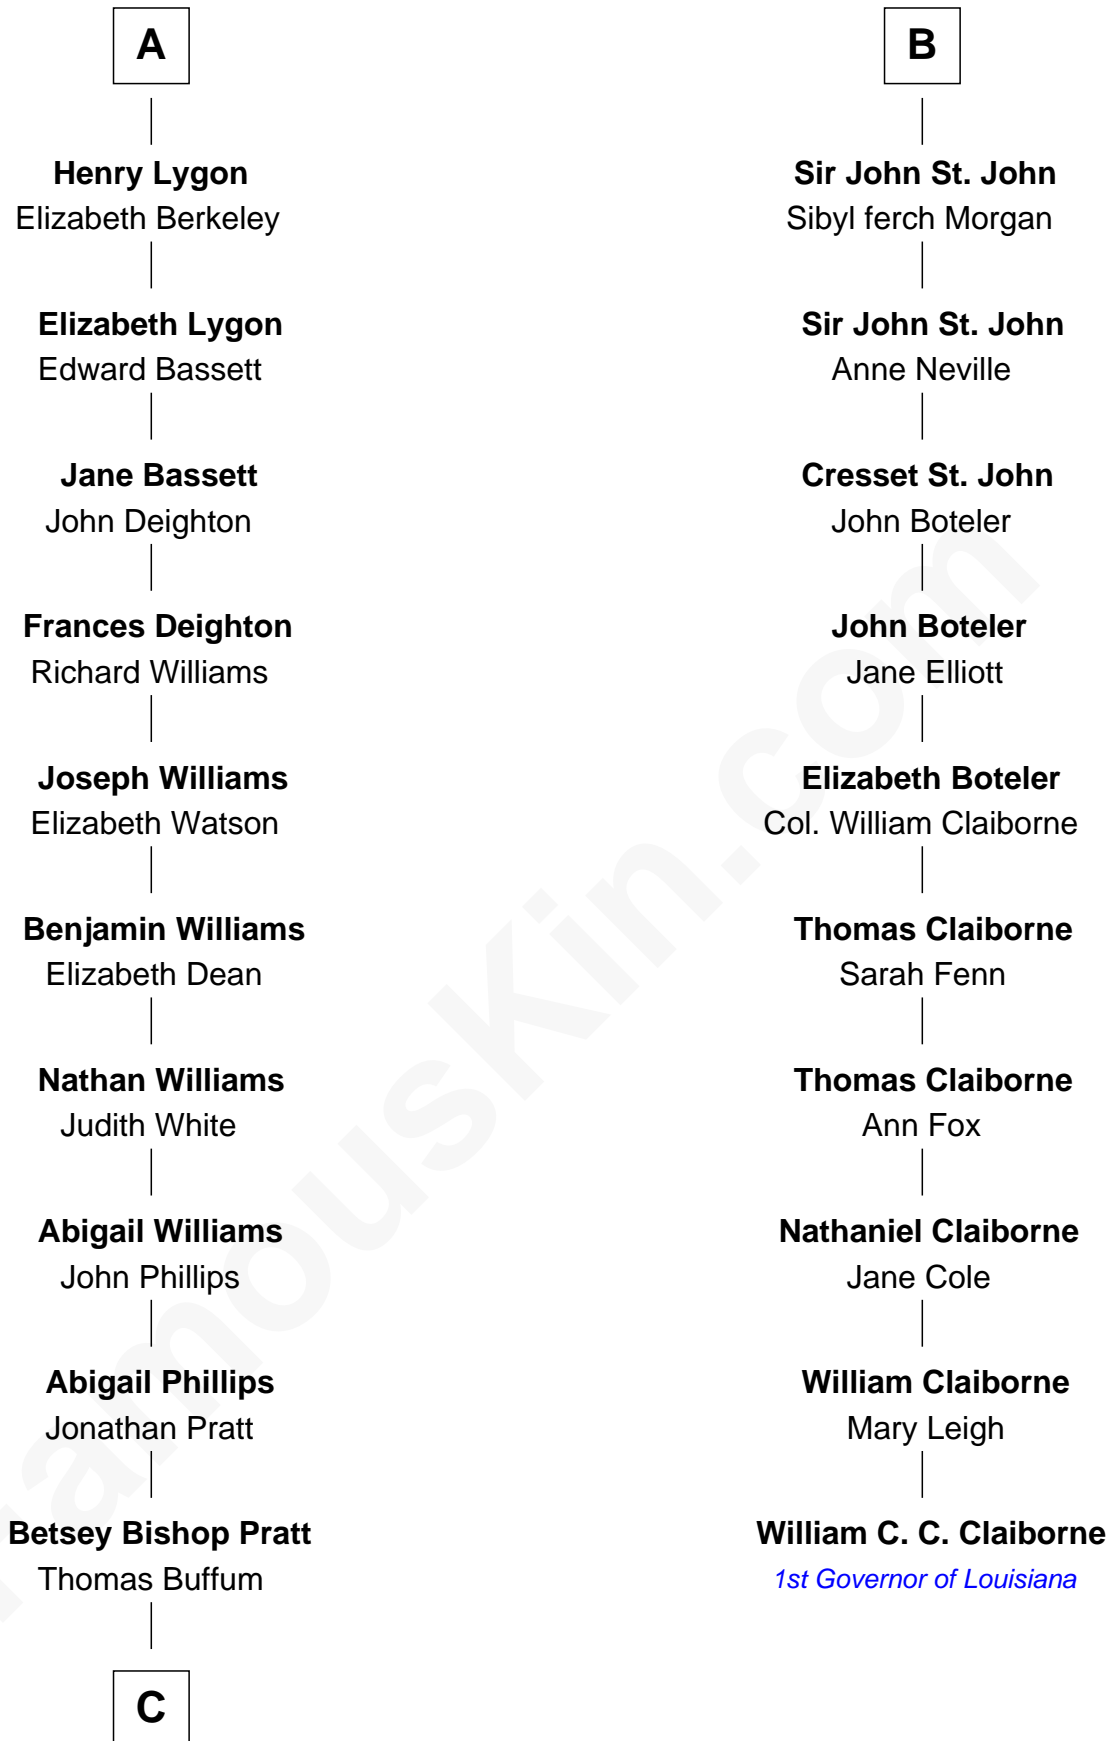 A
Henry Lygon
Elizabeth Berkeley
Elizabeth Lygon
Edward Bassett
Jane Bassett
John Deighton
Frances Deighton
Richard Williams
Joseph Williams
Elizabeth Watson
Benjamin Williams
Elizabeth Dean
Nathan Williams
Judith White
Abigail Williams
John Phillips
Abigail Phillips
Jonathan Pratt
Betsey Bishop Pratt
Thomas Buffum
C
B
Sir John St. John
Sibyl ferch Morgan
Sir John St. John
Anne Neville
Cresset St. John
John Boteler
John Boteler
Jane Elliott
Elizabeth Boteler
Col. William Claiborne
Thomas Claiborne
Sarah Fenn
Thomas Claiborne
Ann Fox
Nathaniel Claiborne
Jane Cole
William Claiborne
Mary Leigh
William C. C. Claiborne
1st Governor of Louisiana
FamousKin.com